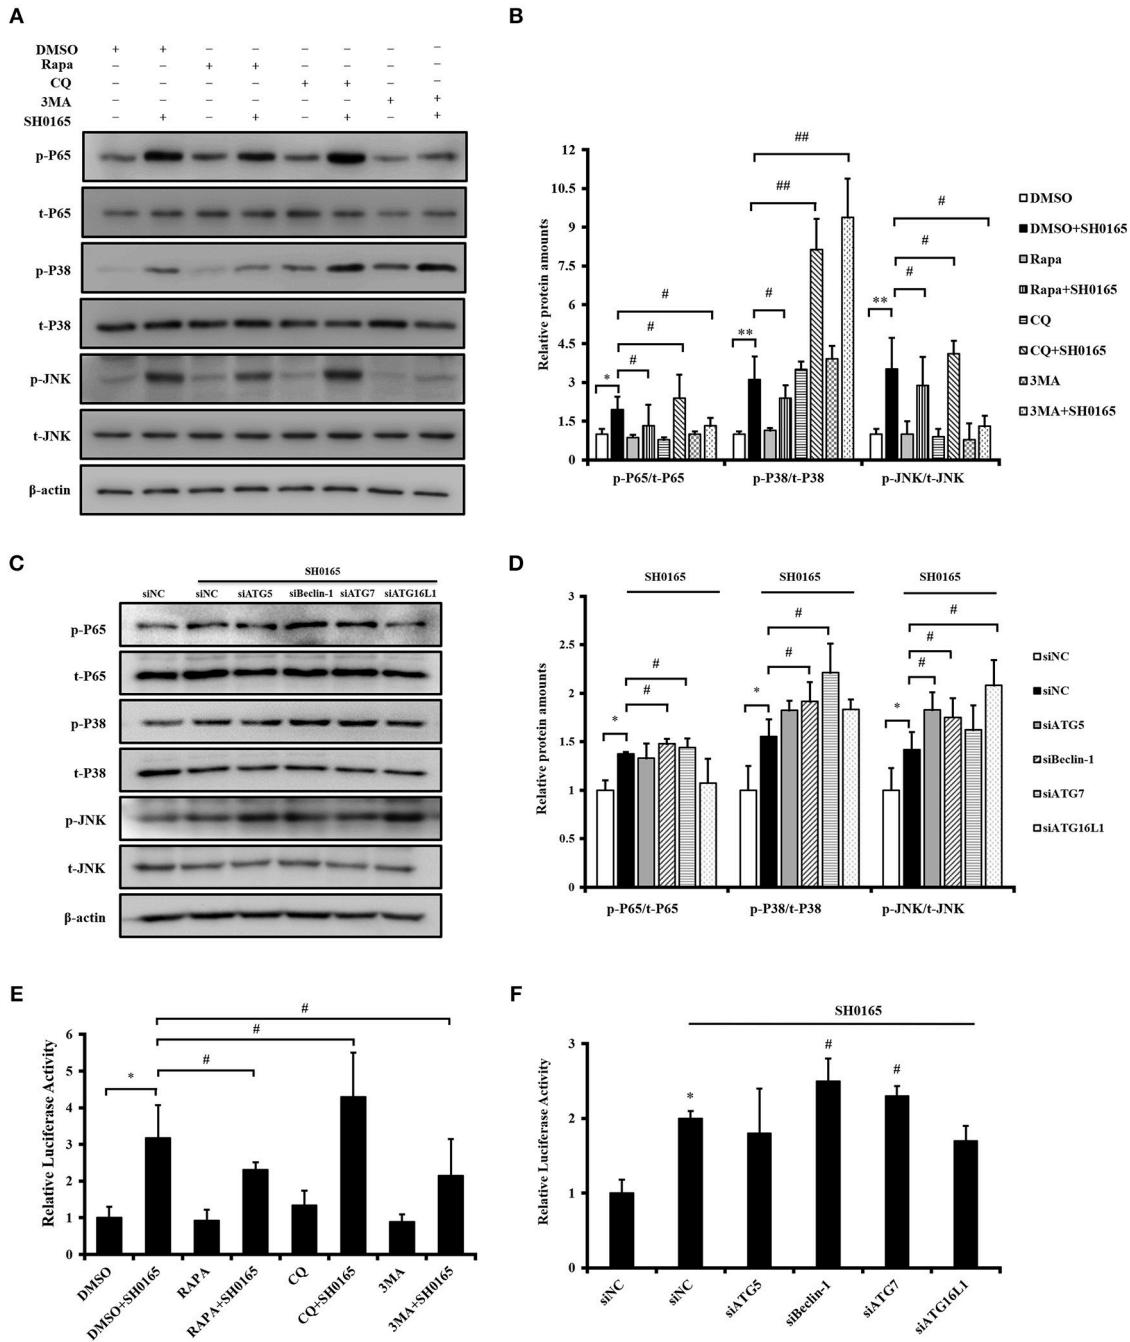 A
DMSO + + − − − − − −
Rapa − − + + − − − −
CQ − − − − + + − −
3MA − − − − − − + +
SH0165 − + − + − + − +
p-P65
t-P65
p-P38
t-P38
p-JNK
t-JNK
β-actin
B
Relative protein amounts
12
10.5
9
7.5
6
4.5
3
1.5
0
* # # #
** # ## ##
** # # #
p-P65/t-P65 p-P38/t-P38 p-JNK/t-JNK
DMSO
DMSO+SH0165
Rapa
Rapa+SH0165
CQ
CQ+SH0165
3MA
3MA+SH0165
C
SH0165
siNC siNC siATG5 siBeclin-1 siATG7 siATG16L1
p-P65
t-P65
p-P38
t-P38
p-JNK
t-JNK
β-actin
D
SH0165 SH0165 SH0165
Relative protein amounts
3
2.5
2
1.5
1
0.5
0
* # #
* # #
* # # #
p-P65/t-P65 p-P38/t-P38 p-JNK/t-JNK
siNC
siNC
siATG5
siBeclin-1
siATG7
siATG16L1
E
Relative Luciferase Activity
6
5
4
3
2
1
0
* # # #
DMSO DMSO+SH0165 RAPA RAPA+SH0165 CQ CQ+SH0165 3MA 3MA+SH0165
F
SH0165
Relative Luciferase Activity
3
2
1
0
* # #
siNC siNC siATG5 siBeclin-1 siATG7 siATG16L1